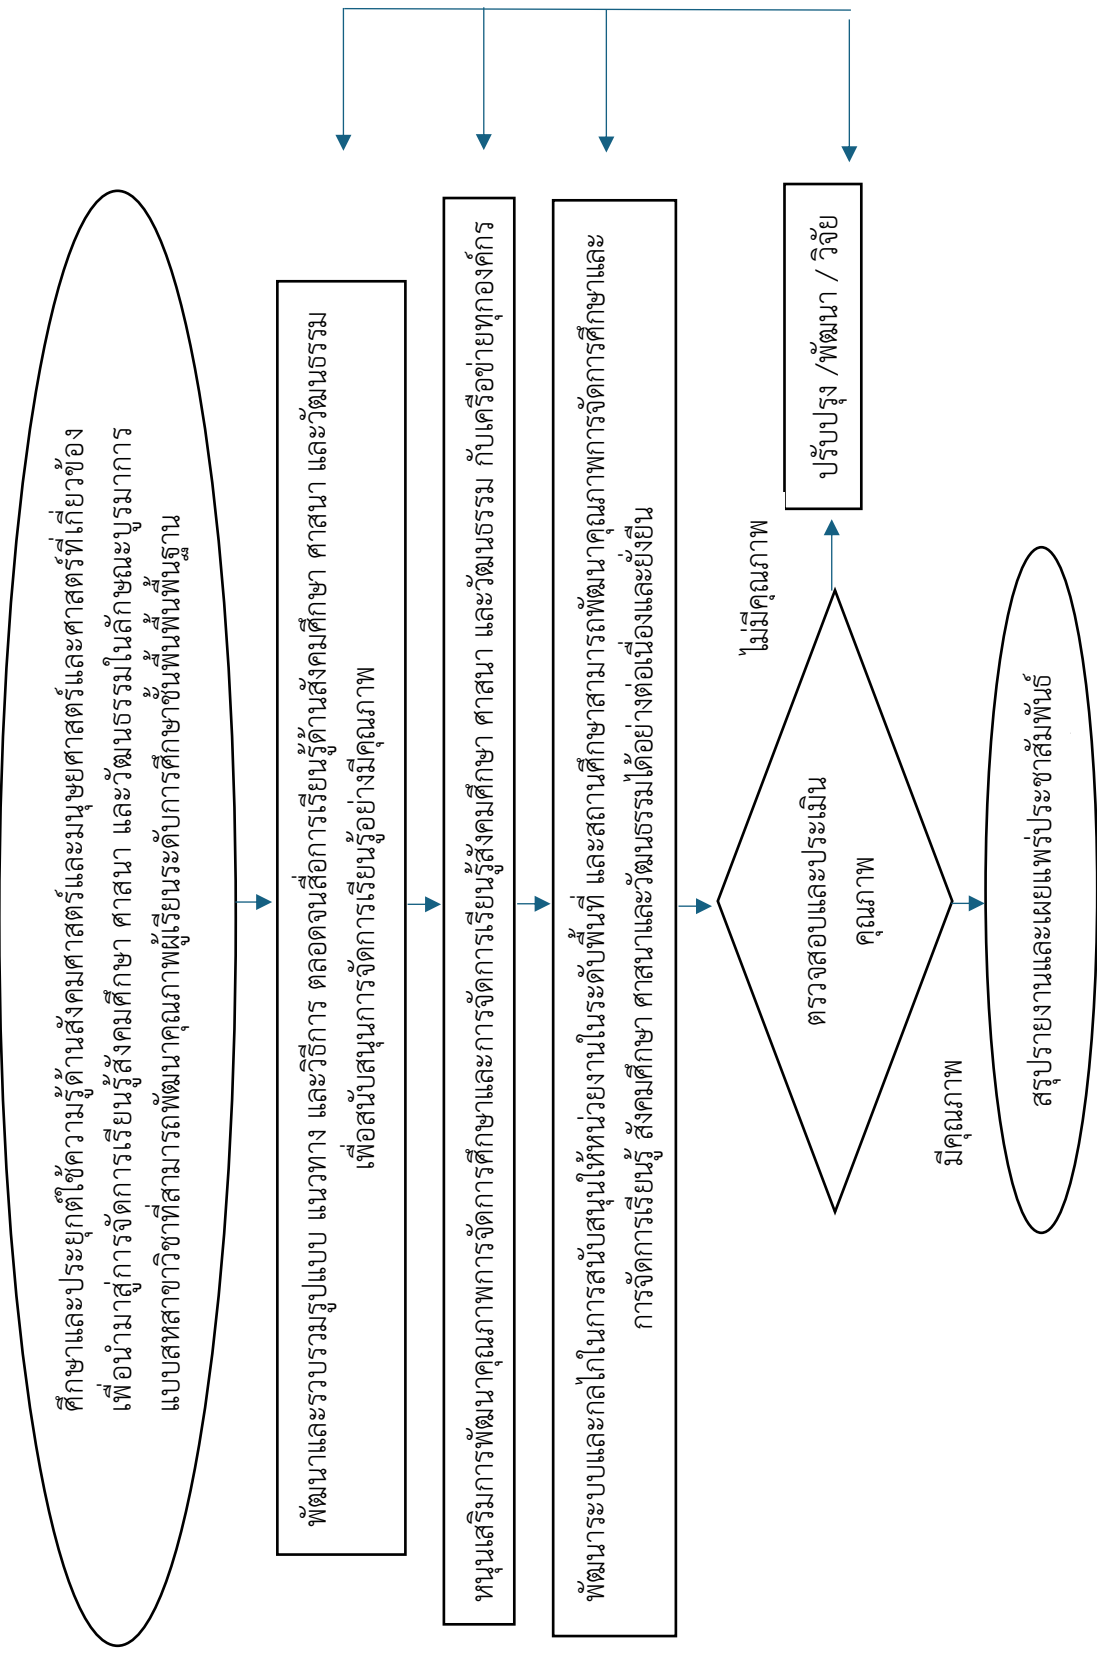 ศึกษาและประยุกต์ใช้ความรู้ด้านสังคมศาสตร์และมนุษยศาสตร์และศาสตร์ที่เกี่ยวข้อง
เพื่อนำมาสู่การจัดการเรียนรู้สังคมศึกษา ศาสนา และวัฒนธรรมในลักษณะบูรมาการ
แบบสหสาขาวิชาที่สามารถพัฒนาคุณภาพผู้เรียนระดับการศึกษาชั้นพื้นพื้นพื้นฐาน
พัฒนาและรวบรวมรูปแบบ แนวทาง และวิธีการ ตลอดจนสื่อการเรียนรู้ด้านสังคมศึกษา ศาสนา และวัฒนธรรม
เพื่อสนับสนุนการจัดการเรียนรู้อย่างมีคุณภาพ
หนุนเสริมการพัฒนาคุณภาพการจัดการศึกษาและการจัดการเรียนรู้สังคมศึกษา ศาสนา และวัฒนธรรม กับเครือข่ายทุกองค์กร
พัฒนาระบบและกลไกในการสนับสนุนให้หน่วยงานในระดับพื้นที่ และสถานศึกษาสามารถพัฒนาคุณภาพการจัดการศึกษาและ
การจัดการเรียนรู้ สังคมศึกษา ศาสนาและวัฒนธรรมได้อย่างต่อเนื่องและยั่งยืน
ตรวจสอบและประเมิน
คุณภาพ
ไม่มีคุณภาพ
ปรับปรุง /พัฒนา / วิจัย
มีคุณภาพ
สรุปรายงานและเผยแพร่ประชาสัมพันธ์